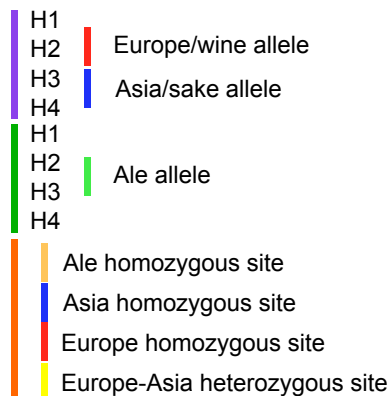 H1
H2
Europe/wine allele
H3
Asia/sake allele
H4
H1
H2
Ale allele
H3
H4
Ale homozygous site
Asia homozygous site
Europe homozygous site
Europe-Asia heterozygous site